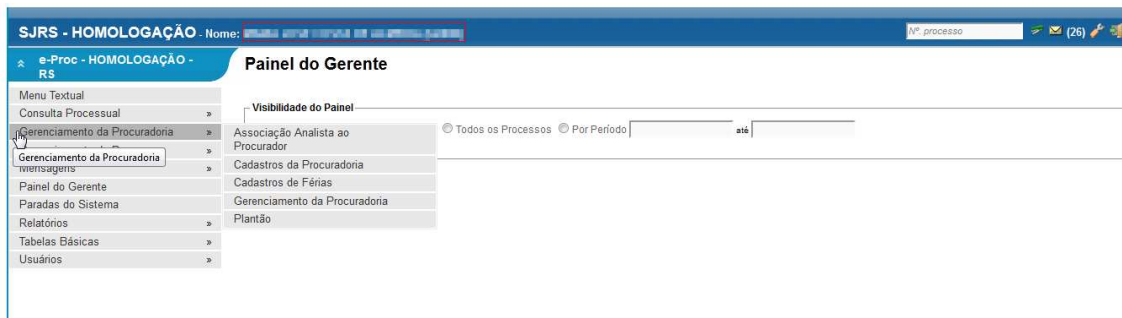 SJRS - HOMOLOGAÇÃO - Nome:
Nº. processo
(26)
e-Proc - HOMOLOGAÇÃO -
RS
Painel do Gerente
Menu Textual
Consulta Processual »
Gerenciamento da Procuradoria »
»
Gerenciamento da Procuradoria
Mensagens »
Painel do Gerente
Paradas do Sistema
Relatórios »
Tabelas Básicas »
Usuários »
Visibilidade do Painel
Todos os Processos Por Período até
Associação Analista ao
Procurador
Cadastros da Procuradoria
Cadastros de Férias
Gerenciamento da Procuradoria
Plantão